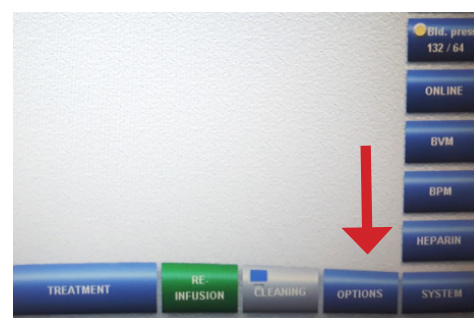 Bld. press
132 / 64
ONLINE
BVM
BPM
HEPARIN
TREATMENT
RE-
INFUSION
CLEANING
OPTIONS
SYSTEM